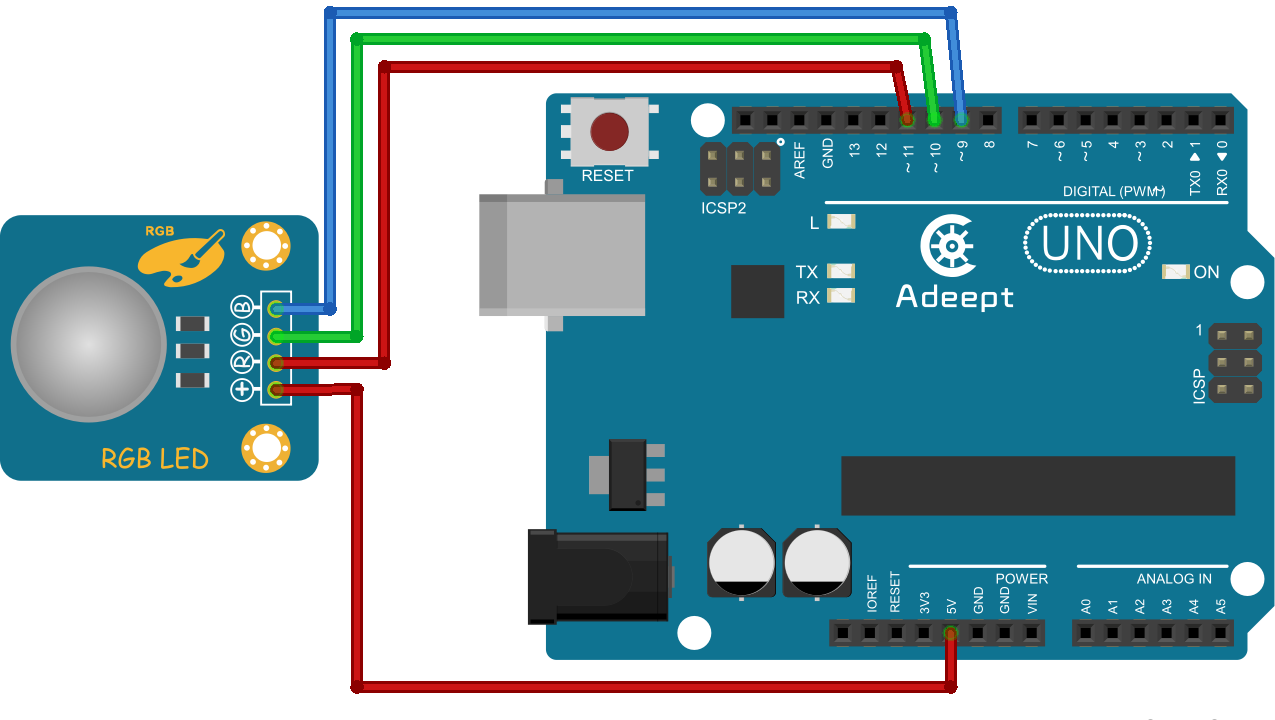 RGB
B
G
R
+
RGB LED
RESET
ICSP2
AREF
GND
13
12
~ 11
~ 10
~ 9
8
7
~ 6
~ 5
4
~ 3
2
TX0 ▶ 1
RX0 ◀ 0
DIGITAL (PWM~)
L
TX
RX
Adeept
UNO
ON
1
ICSP
POWER
ANALOG IN
IOREF
RESET
3V3
5V
GND
GND
VIN
A0
A1
A2
A3
A4
A5